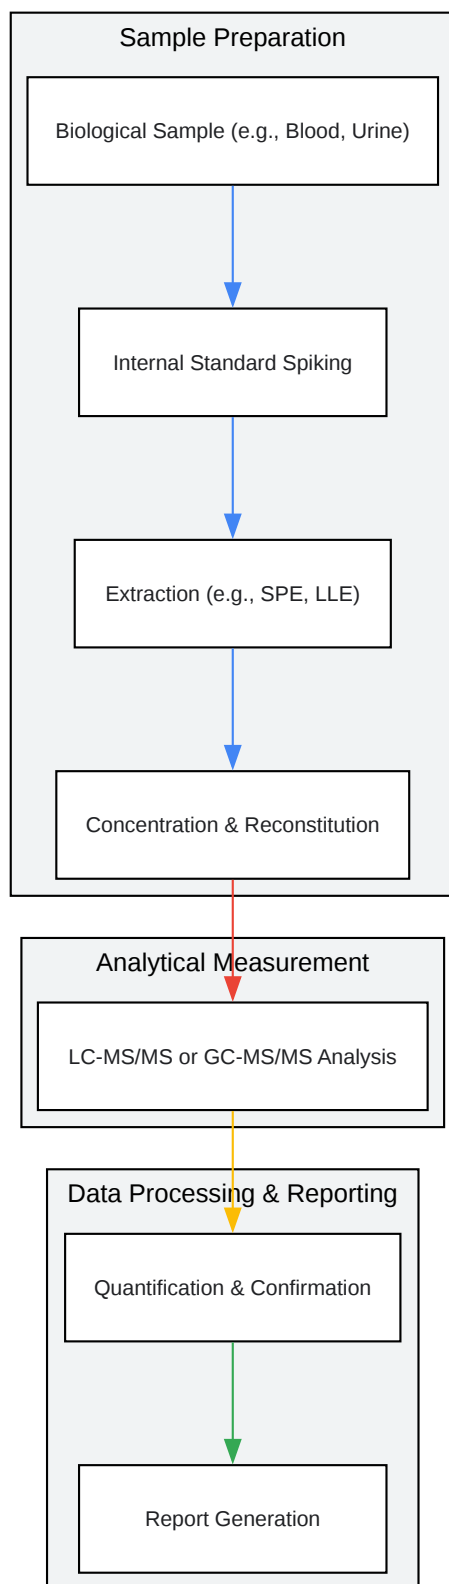 Sample Preparation
Biological Sample (e.g., Blood, Urine)
Internal Standard Spiking
Extraction (e.g., SPE, LLE)
Concentration & Reconstitution
Analytical Measurement
LC-MS/MS or GC-MS/MS Analysis
Data Processing & Reporting
Quantification & Confirmation
Report Generation